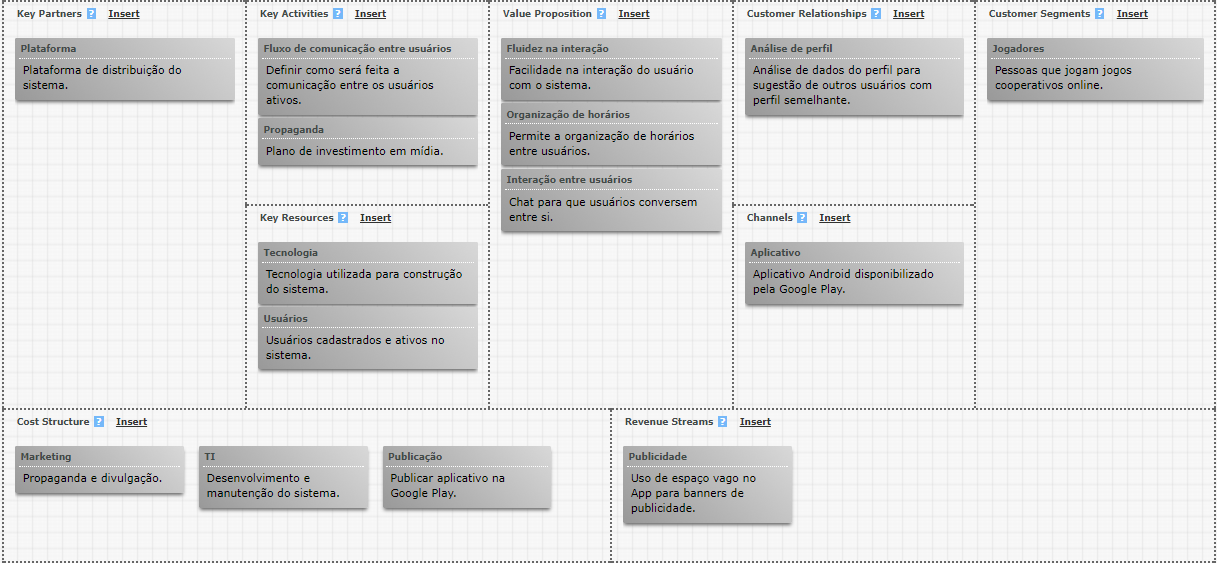 Key Partners ? Insert
Plataforma
Plataforma de distribuição do
sistema.
Key Activities ? Insert
Fluxo de comunicação entre usuários
Definir como será feita a
comunicação entre os usuários
ativos.
Propaganda
Plano de investimento em mídia.
Key Resources ? Insert
Tecnologia
Tecnologia utilizada para construção
do sistema.
Usuários
Usuários cadastrados e ativos no
sistema.
Value Proposition ? Insert
Fluidez na interação
Facilidade na interação do usuário
com o sistema.
Organização de horários
Permite a organização de horários
entre usuários.
Interação entre usuários
Chat para que usuários conversem
entre si.
Customer Relationships ? Insert
Análise de perfil
Análise de dados do perfil para
sugestão de outros usuários com
perfil semelhante.
Channels ? Insert
Aplicativo
Aplicativo Android disponibilizado
pela Google Play.
Customer Segments ? Insert
Jogadores
Pessoas que jogam jogos
cooperativos online.
Cost Structure ? Insert
Marketing
Propaganda e divulgação.
TI
Desenvolvimento e
manutenção do sistema.
Publicação
Publicar aplicativo na
Google Play.
Revenue Streams ? Insert
Publicidade
Uso de espaço vago no
App para banners de
publicidade.